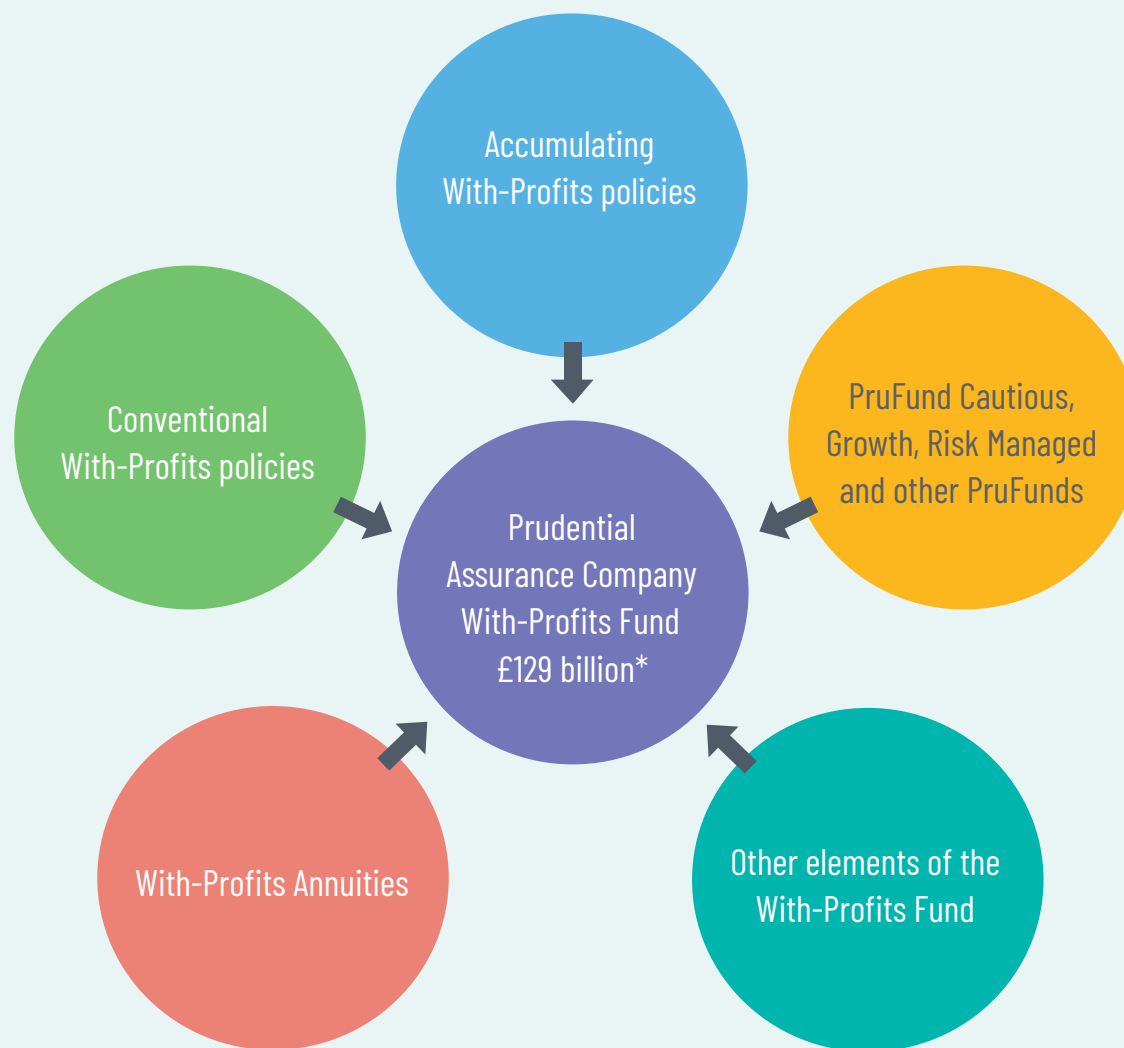 Accumulating
With-Profits policies
Conventional
With-Profits policies
PruFund Cautious,
Growth, Risk Managed
and other PruFunds
Prudential
Assurance Company
With-Profits Fund
£129 billion*
With-Profits Annuities
Other elements of the
With-Profits Fund